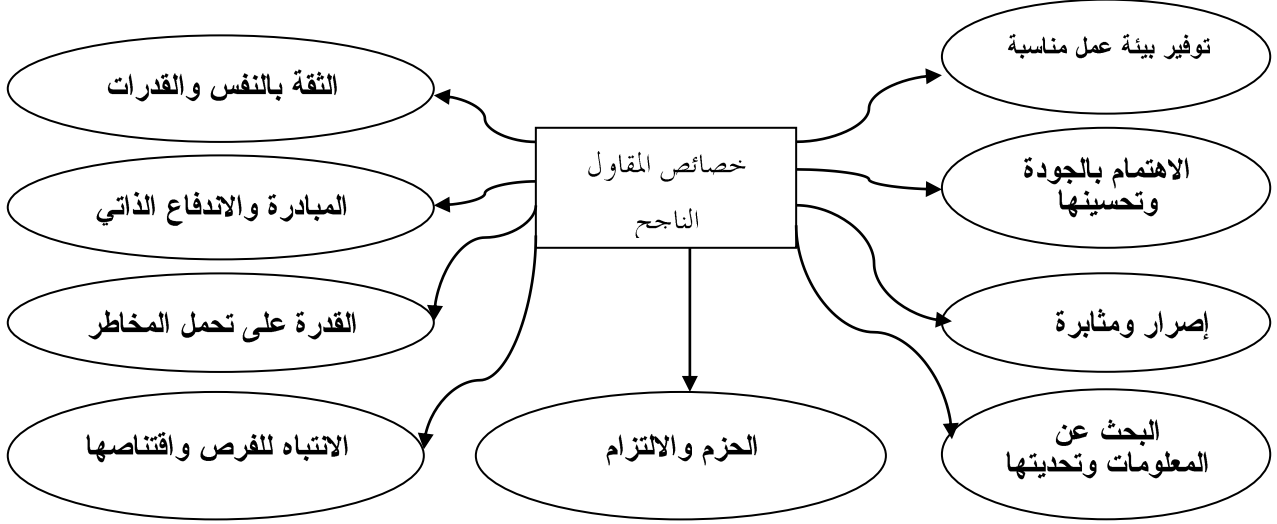 توفير بيئة عمل مناسبة
الثقة بالنفس والقدرات
خصائص المقاول
الناجح
الاهتمام بالجودة
وتحسينها
المبادرة والاندفاع الذاتي
إصرار ومثابرة
القدرة على تحمل المخاطر
البحث عن
المعلومات وتحديتها
الحزم والالتزام
الانتباه للفرص واقتناصها